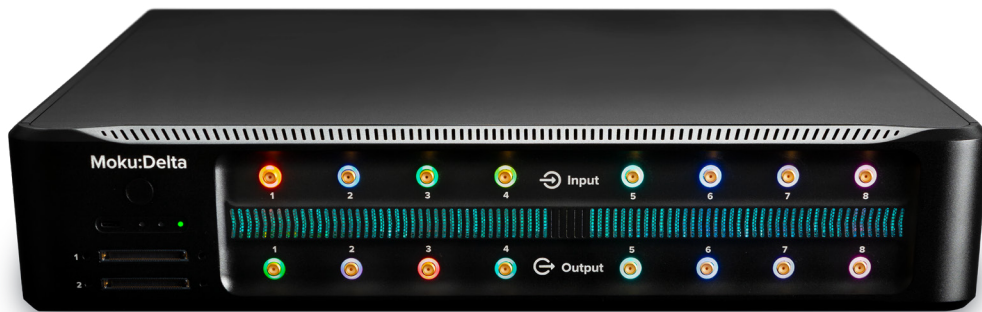 Moku:Delta
1 2 3 4 Input 5 6 7 8
1 2 3 4 Output 5 6 7 8
1
2